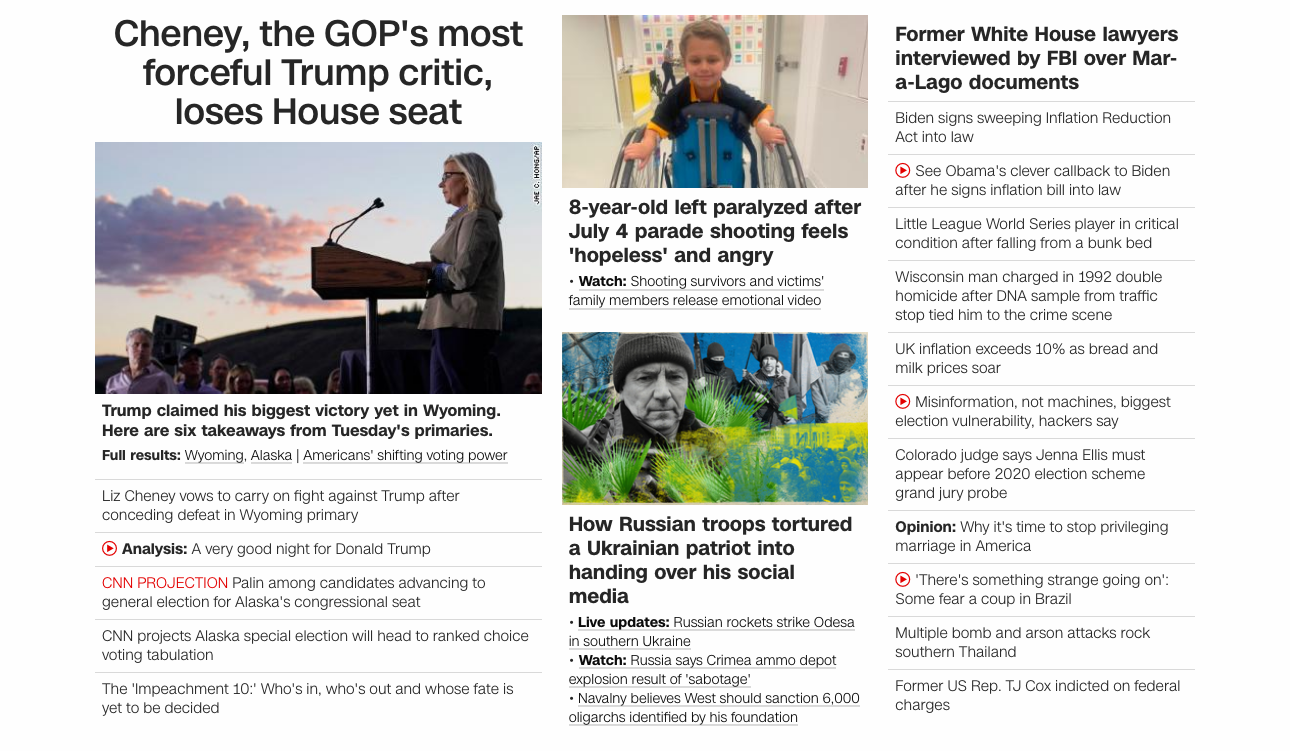 Cheney, the GOP's most
forceful Trump critic,
loses House seat
JAE C. HONG/AP
Trump claimed his biggest victory yet in Wyoming.
Here are six takeaways from Tuesday's primaries.
Full results: Wyoming, Alaska | Americans' shifting voting power
Liz Cheney vows to carry on fight against Trump after
conceding defeat in Wyoming primary
Analysis: A very good night for Donald Trump
CNN PROJECTION Palin among candidates advancing to
general election for Alaska's congressional seat
CNN projects Alaska special election will head to ranked choice
voting tabulation
The 'Impeachment 10:' Who's in, who's out and whose fate is
yet to be decided
8-year-old left paralyzed after
July 4 parade shooting feels
'hopeless' and angry
• Watch: Shooting survivors and victims'
family members release emotional video
How Russian troops tortured
a Ukrainian patriot into
handing over his social
media
• Live updates: Russian rockets strike Odesa
in southern Ukraine
• Watch: Russia says Crimea ammo depot
explosion result of 'sabotage'
• Navalny believes West should sanction 6,000
oligarchs identified by his foundation
Former White House lawyers
interviewed by FBI over Mar-
a-Lago documents
Biden signs sweeping Inflation Reduction
Act into law
See Obama's clever callback to Biden
after he signs inflation bill into law
Little League World Series player in critical
condition after falling from a bunk bed
Wisconsin man charged in 1992 double
homicide after DNA sample from traffic
stop tied him to the crime scene
UK inflation exceeds 10% as bread and
milk prices soar
Misinformation, not machines, biggest
election vulnerability, hackers say
Colorado judge says Jenna Ellis must
appear before 2020 election scheme
grand jury probe
Opinion: Why it's time to stop privileging
marriage in America
'There's something strange going on':
Some fear a coup in Brazil
Multiple bomb and arson attacks rock
southern Thailand
Former US Rep. TJ Cox indicted on federal
charges